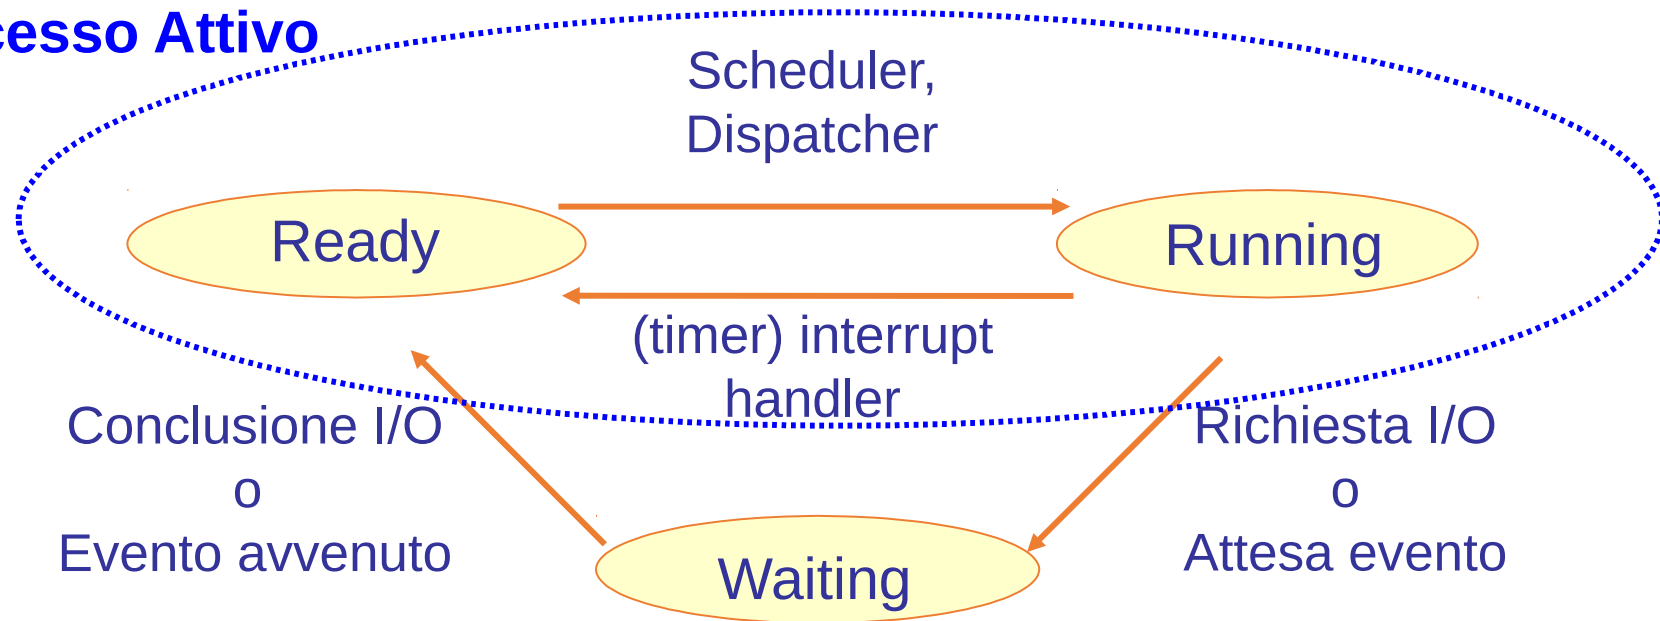 cesso Attivo
Scheduler,
Dispatcher
Ready
Running
(timer) interrupt
handler
Conclusione I/O
o
Evento avvenuto
Richiesta I/O
o
Attesa evento
Waiting